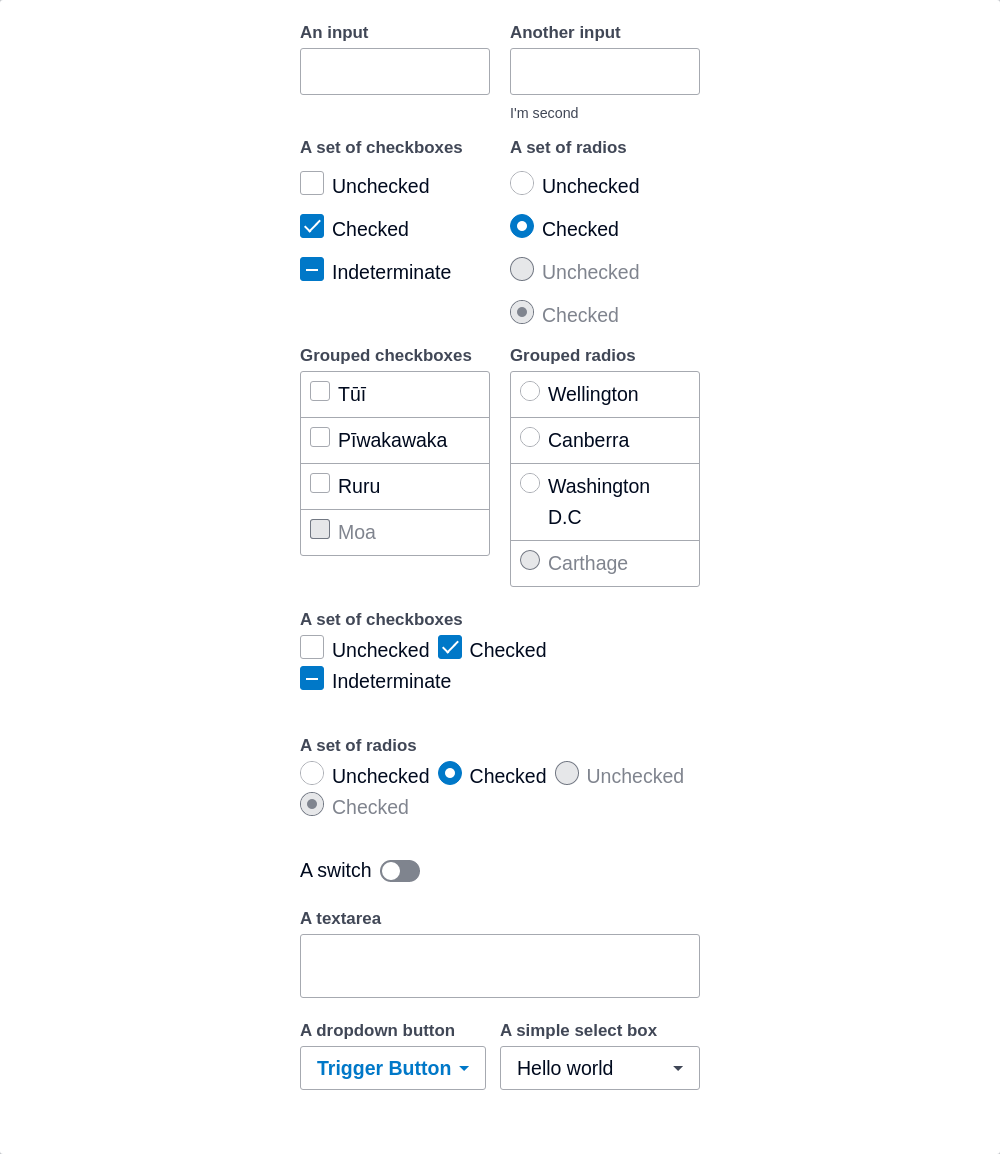 An input
Another input
I'm second
A set of checkboxes
Unchecked
Checked
Indeterminate
A set of radios
Unchecked
Checked
Unchecked
Checked
Grouped checkboxes
Tūī
Pīwakawaka
Ruru
Moa
Grouped radios
Wellington
Canberra
Washington
D.C
Carthage
A set of checkboxes
Unchecked Checked
Indeterminate
A set of radios
Unchecked Checked Unchecked
Checked
A switch
A textarea
A dropdown button
Trigger Button
A simple select box
Hello world